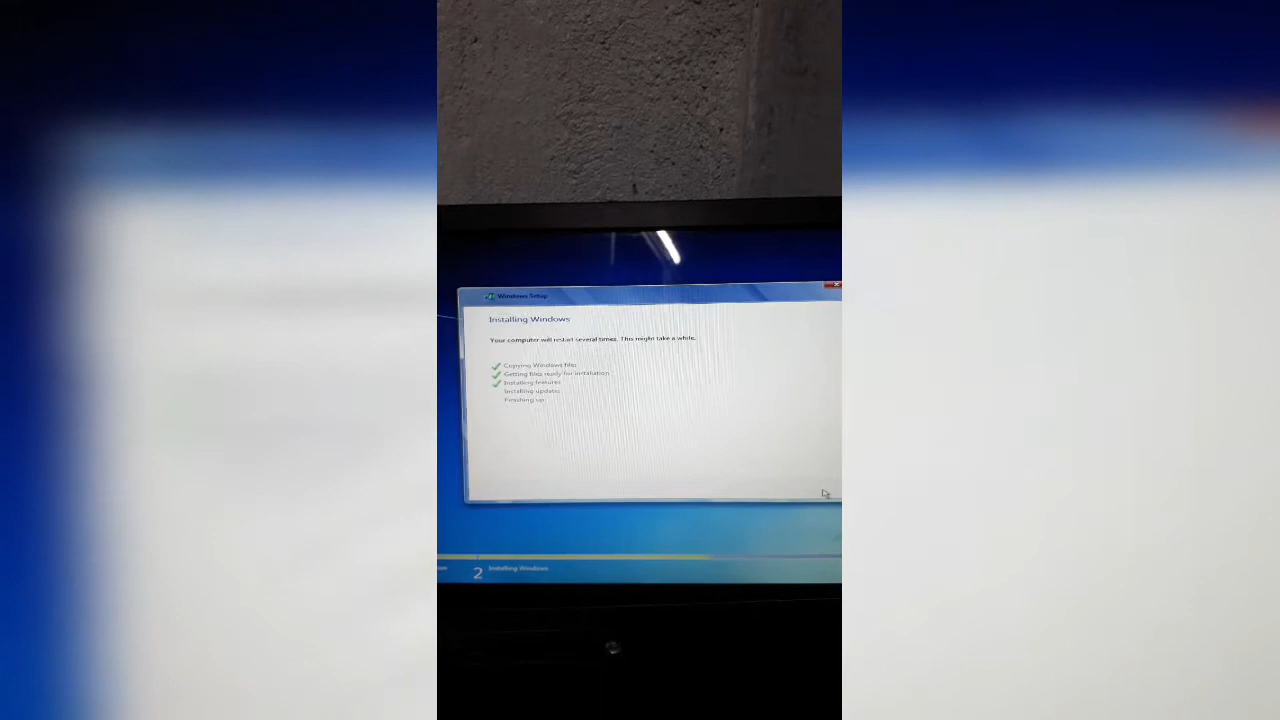 Windows Setup
Installing Windows
Your computer will restart several times. This might take a while.
Copying Windows files
Getting files ready for installation
Installing features
Installing updates
Finishing up
2 Installing Windows